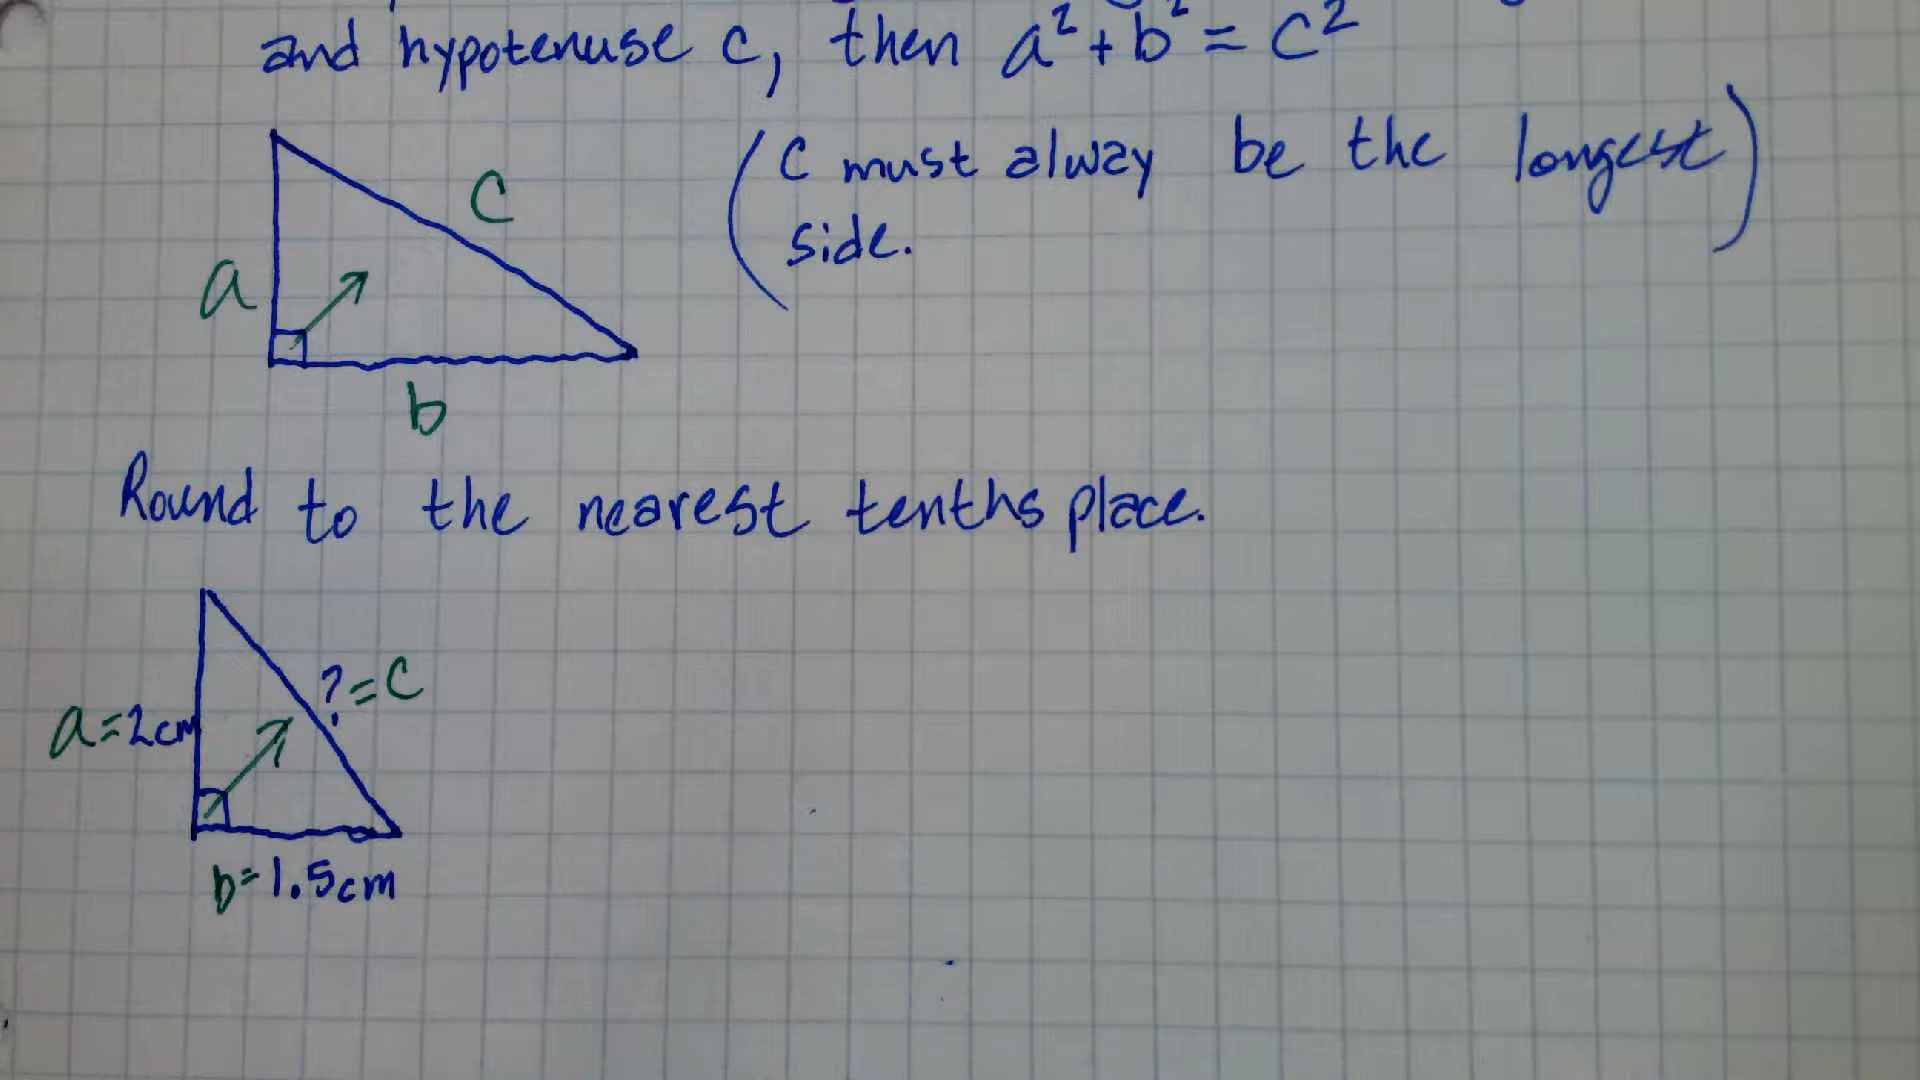 and hypotenuse c, then a² + b² = c²
(c must alway be the longest
side.)
c
a
b
Round to the nearest tenths place.
? = c
a = 2cm
b = 1.5cm